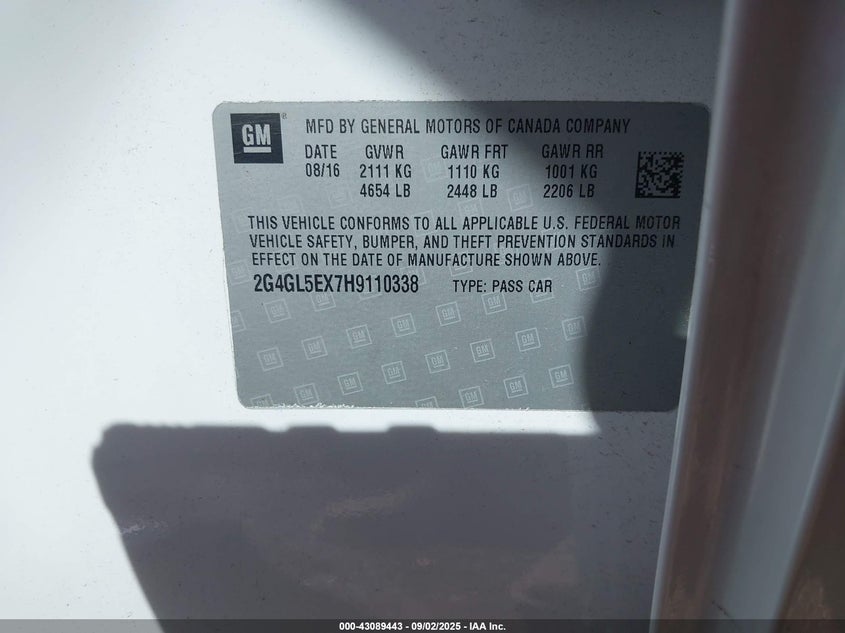 GM ®
MFD BY GENERAL MOTORS OF CANADA COMPANY
DATE GVWR GAWR FRT GAWR RR
08/16 2111 KG 1110 KG 1001 KG
4654 LB 2448 LB 2206 LB
THIS VEHICLE CONFORMS TO ALL APPLICABLE U.S. FEDERAL MOTOR
VEHICLE SAFETY, BUMPER, AND THEFT PREVENTION STANDARDS IN
EFFECT ON THE DATE OF MANUFACTURE SHOWN ABOVE.
2G4GL5EX7H9110338 TYPE: PASS CAR
000-43089443 - 09/02/2025 - IAA Inc.